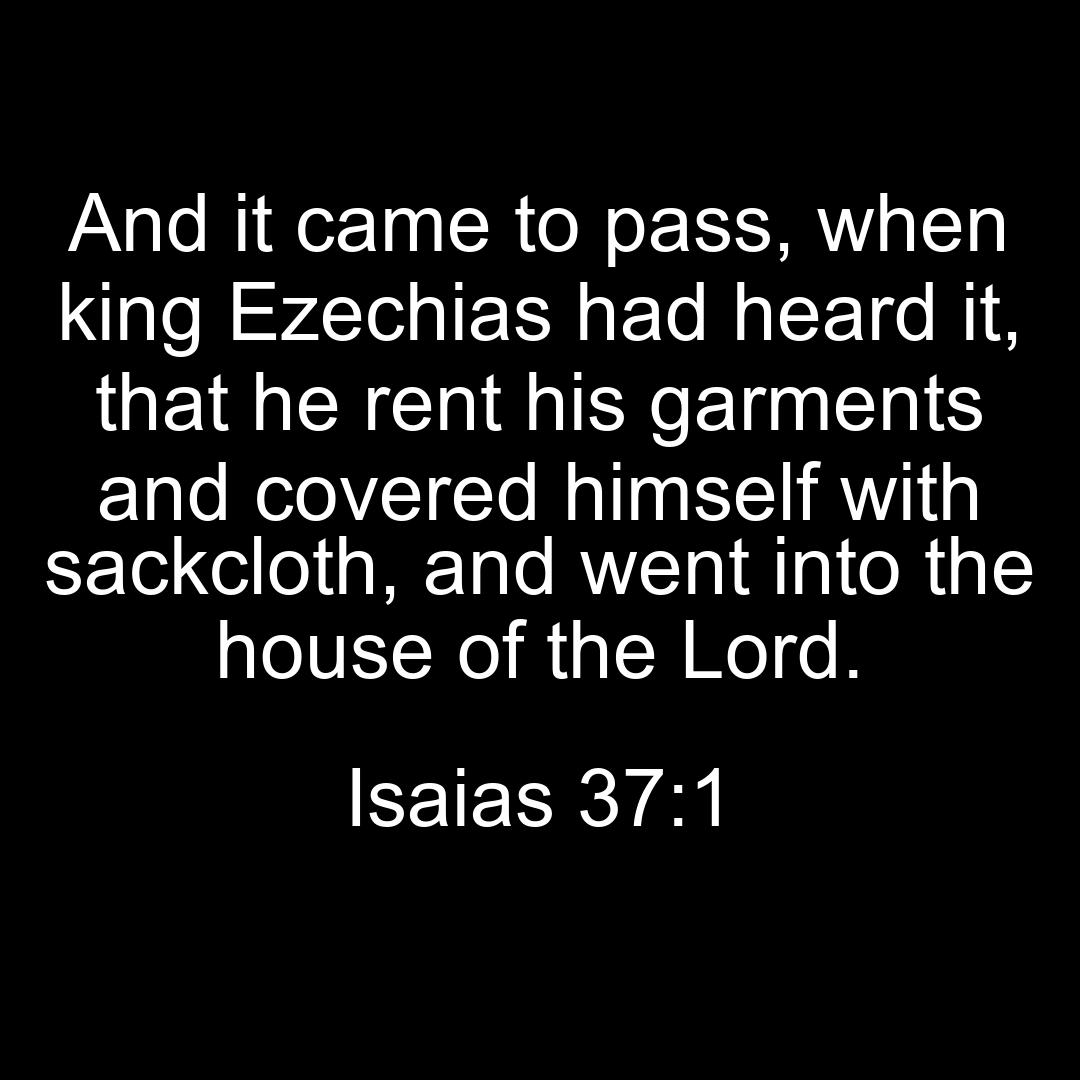 And it came to pass, when
king Ezechias had heard it,
that he rent his garments
and covered himself with
sackcloth, and went into the
house of the Lord.
Isaias 37:1